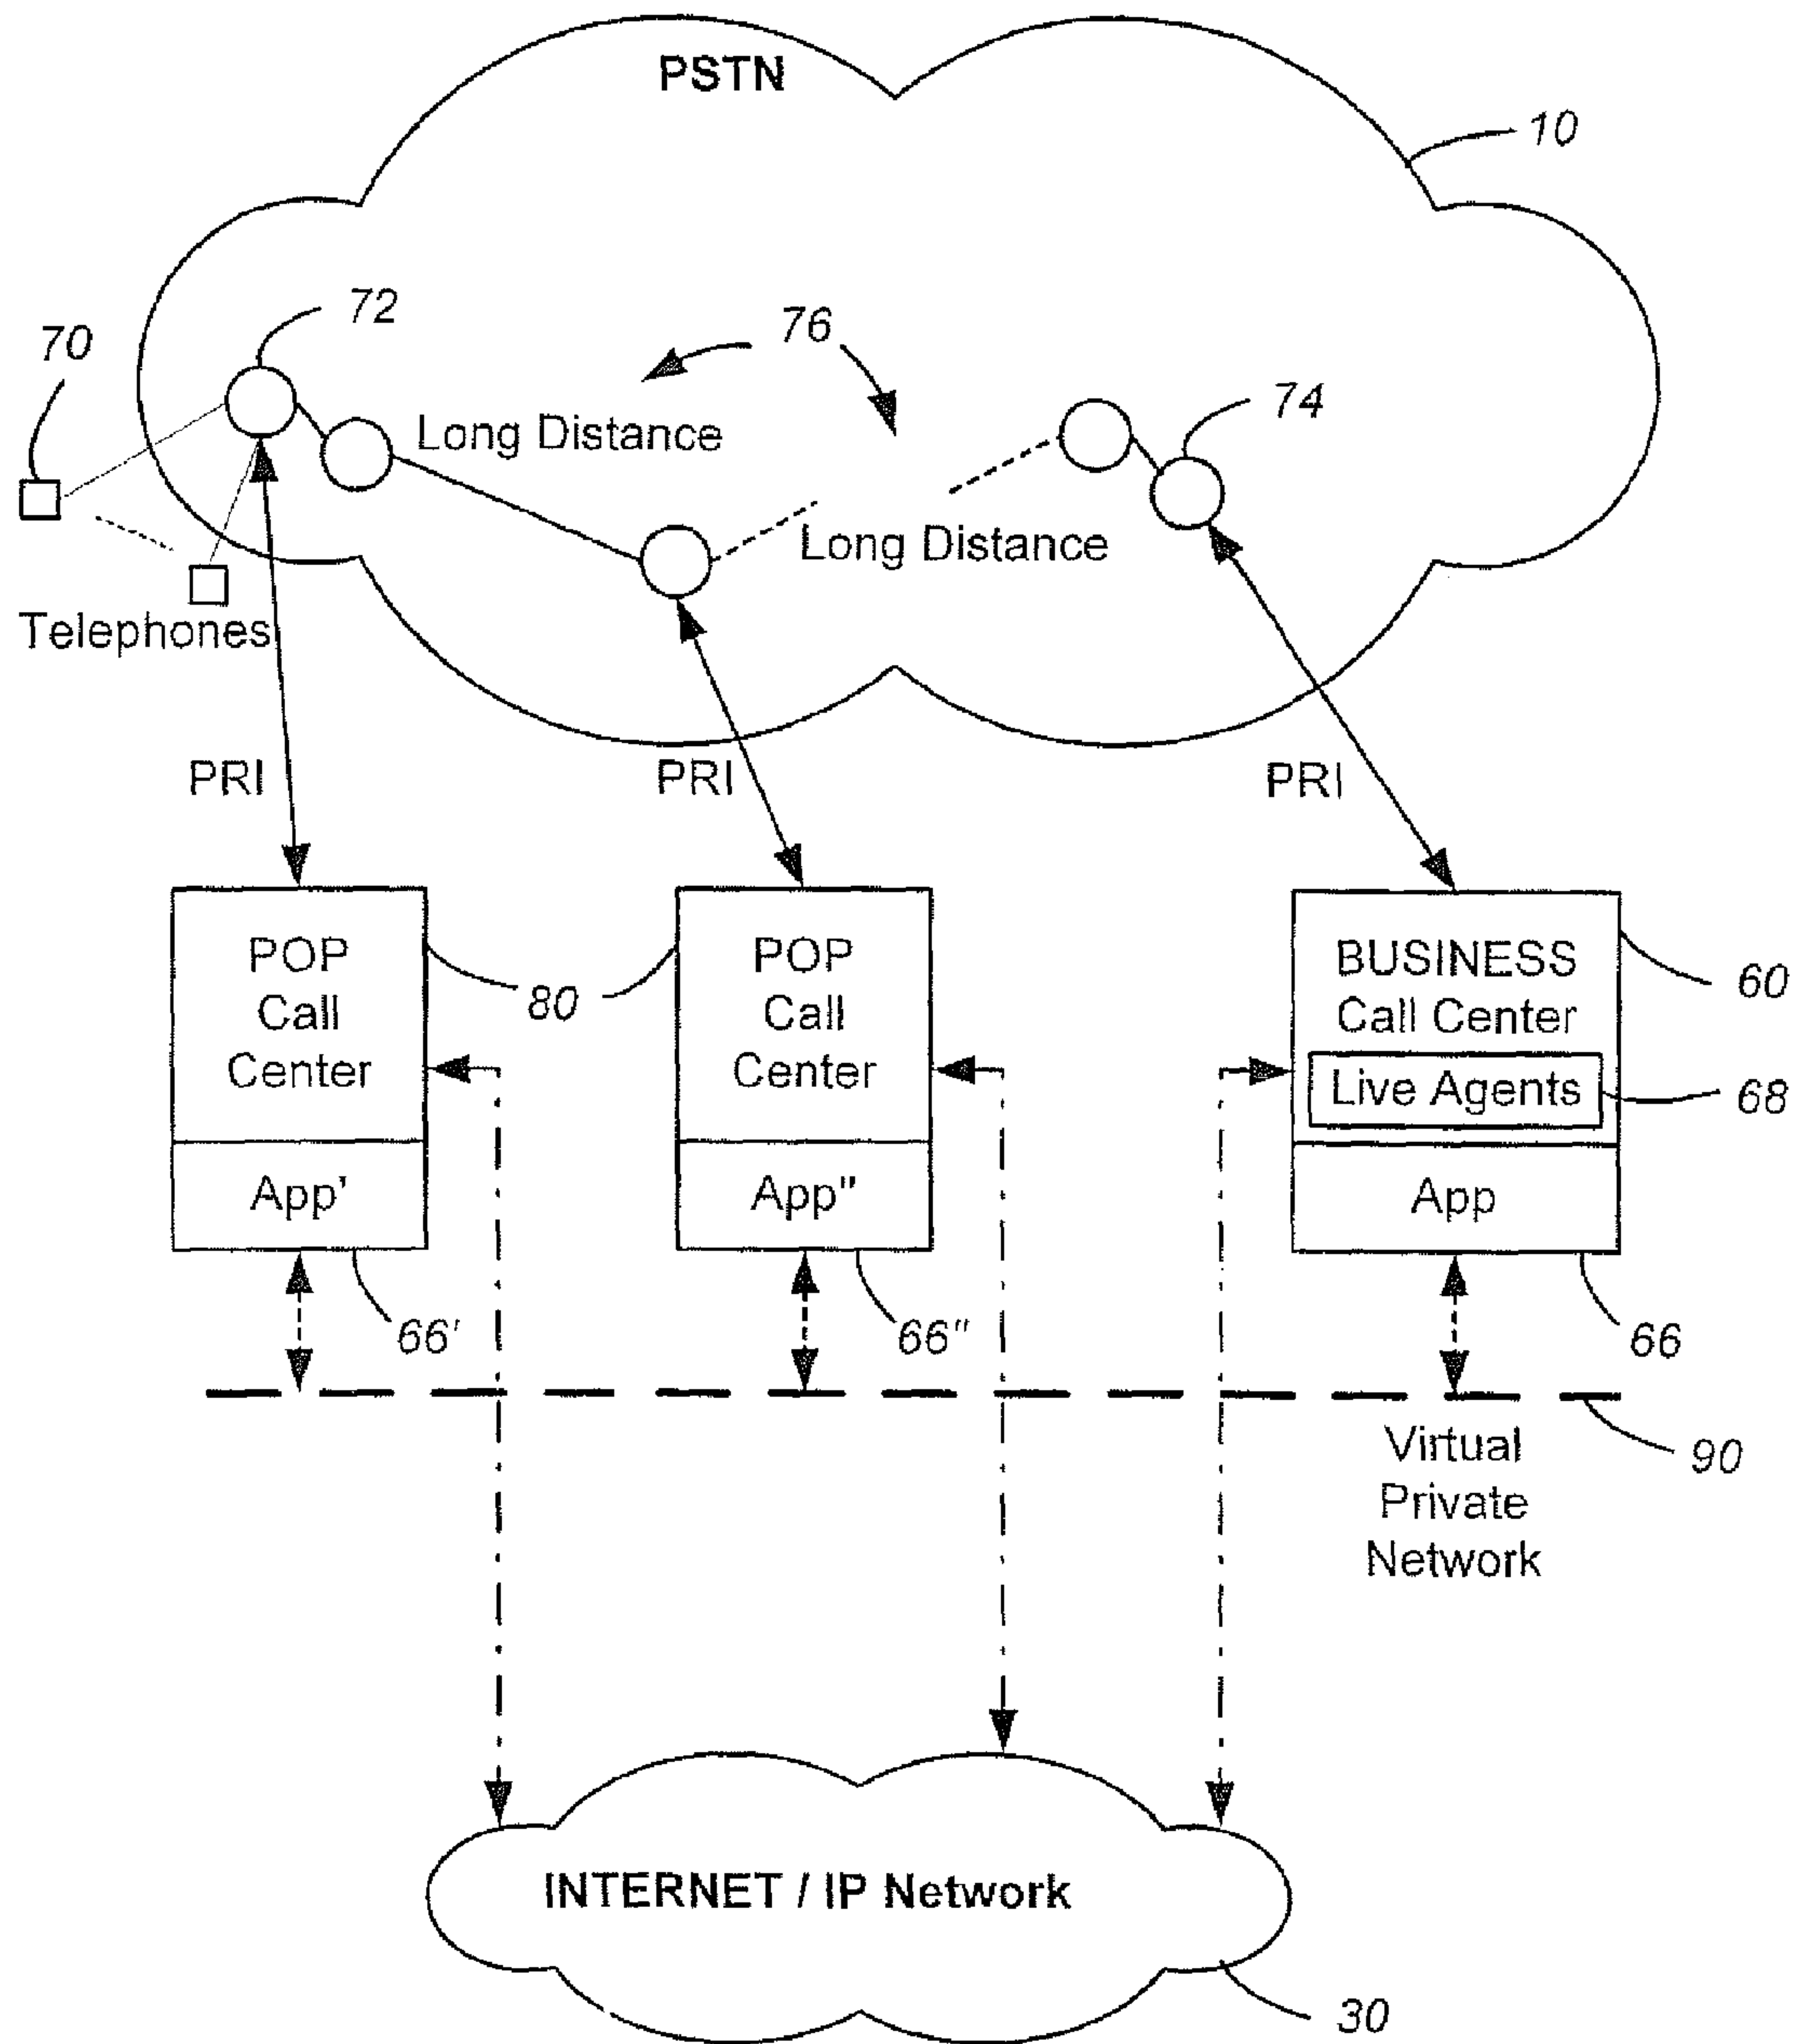 PSTN
10
72
70
76
74
Long Distance
Long Distance
Telephones
PRI
PRI
PRI
POP
Call
Center
App'
80
POP
Call
Center
App"
BUSINESS
Call Center
Live Agents
App
60
68
66'
66"
66
Virtual
Private
Network
90
INTERNET / IP Network
30